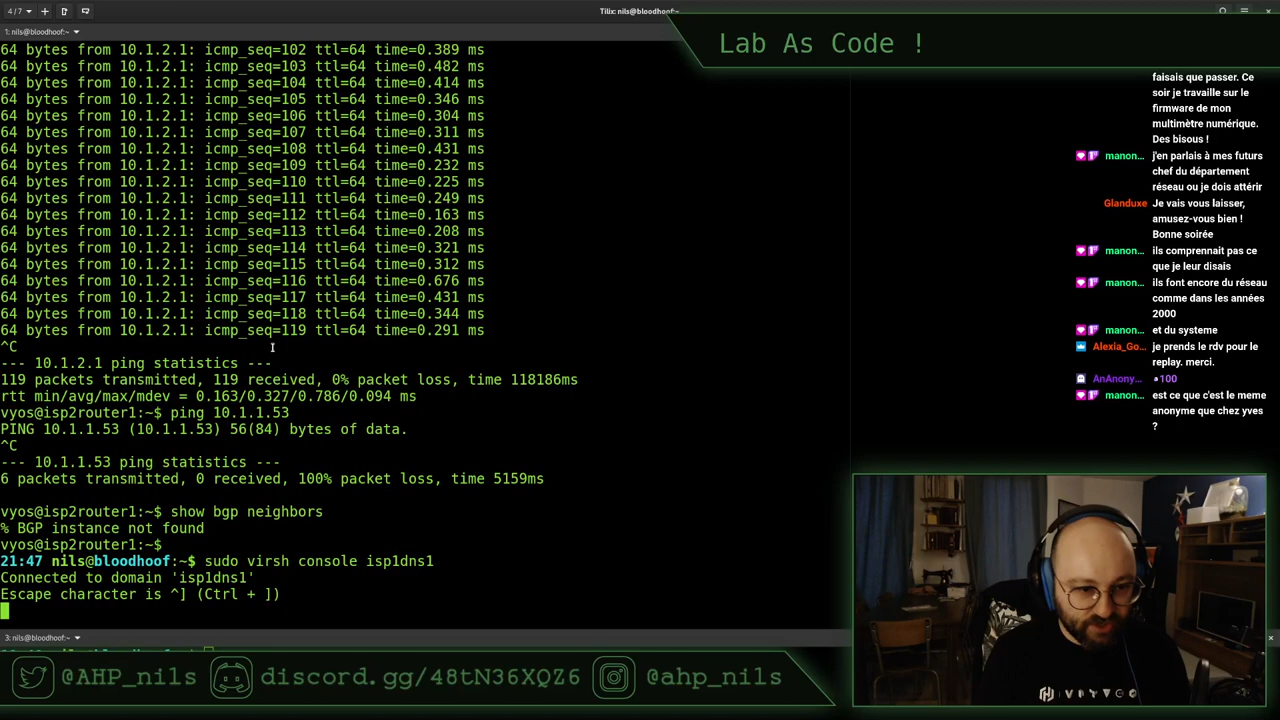 4/7
Tilix: nils@bloodhoof:~
1: nils@bloodhoof:~
Lab As Code !
64 bytes from 10.1.2.1: icmp_seq=102 ttl=64 time=0.389 ms
64 bytes from 10.1.2.1: icmp_seq=103 ttl=64 time=0.482 ms
64 bytes from 10.1.2.1: icmp_seq=104 ttl=64 time=0.414 ms
64 bytes from 10.1.2.1: icmp_seq=105 ttl=64 time=0.346 ms
64 bytes from 10.1.2.1: icmp_seq=106 ttl=64 time=0.304 ms
64 bytes from 10.1.2.1: icmp_seq=107 ttl=64 time=0.311 ms
64 bytes from 10.1.2.1: icmp_seq=108 ttl=64 time=0.431 ms
64 bytes from 10.1.2.1: icmp_seq=109 ttl=64 time=0.232 ms
64 bytes from 10.1.2.1: icmp_seq=110 ttl=64 time=0.225 ms
64 bytes from 10.1.2.1: icmp_seq=111 ttl=64 time=0.249 ms
64 bytes from 10.1.2.1: icmp_seq=112 ttl=64 time=0.163 ms
64 bytes from 10.1.2.1: icmp_seq=113 ttl=64 time=0.208 ms
64 bytes from 10.1.2.1: icmp_seq=114 ttl=64 time=0.321 ms
64 bytes from 10.1.2.1: icmp_seq=115 ttl=64 time=0.312 ms
64 bytes from 10.1.2.1: icmp_seq=116 ttl=64 time=0.676 ms
64 bytes from 10.1.2.1: icmp_seq=117 ttl=64 time=0.431 ms
64 bytes from 10.1.2.1: icmp_seq=118 ttl=64 time=0.344 ms
64 bytes from 10.1.2.1: icmp_seq=119 ttl=64 time=0.291 ms
^C
--- 10.1.2.1 ping statistics ---
119 packets transmitted, 119 received, 0% packet loss, time 118186ms
rtt min/avg/max/mdev = 0.163/0.327/0.786/0.094 ms
vyos@isp2router1:~$ ping 10.1.1.53
PING 10.1.1.53 (10.1.1.53) 56(84) bytes of data.
^C
--- 10.1.1.53 ping statistics ---
6 packets transmitted, 0 received, 100% packet loss, time 5159ms
vyos@isp2router1:~$ show bgp neighbors
% BGP instance not found
vyos@isp2router1:~$
21:47 nils@bloodhoof:~$ sudo virsh console isp1dns1
Connected to domain 'isp1dns1'
Escape character is ^] (Ctrl + ])
3: nils@bloodhoof:~
faisais que passer. Ce
soir je travaille sur le
firmware de mon
multimètre numérique.
Des bisous !
manon... j'en parlais à mes futurs
chef du département
réseau ou je dois attérir
Glanduxe Je vais vous laisser,
amusez-vous bien !
Bonne soirée
manon... ils comprennait pas ce
que je leur disais
manon... ils font encore du réseau
comme dans les années
2000
manon... et du systeme
Alexia_Go... je prends le rdv pour le
replay. merci.
AnAnony... 100
manon... est ce que c'est le meme
anonyme que chez yves
?
@AHP_nils
discord.gg/48tN36XQZ6
@ahp_nils